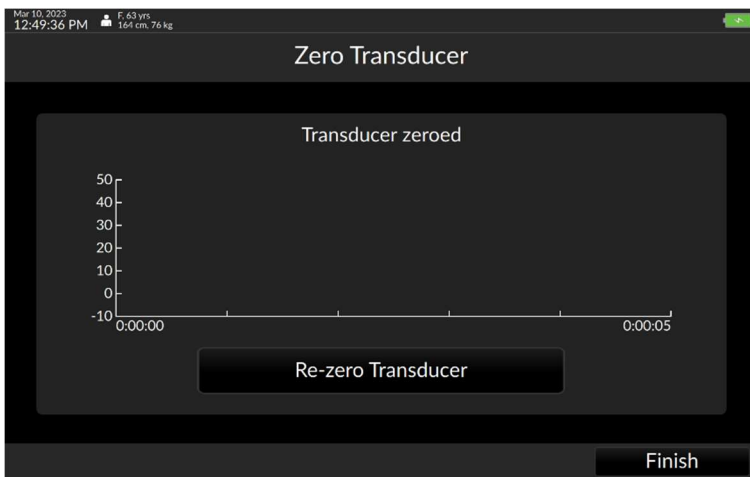 Mar 10, 2023
12:49:36 PM
F, 63 yrs
164 cm, 76 kg
Zero Transducer
Transducer zeroed
50
40
30
20
10
0
-10
0:00:00
0:00:05
Re-zero Transducer
Finish